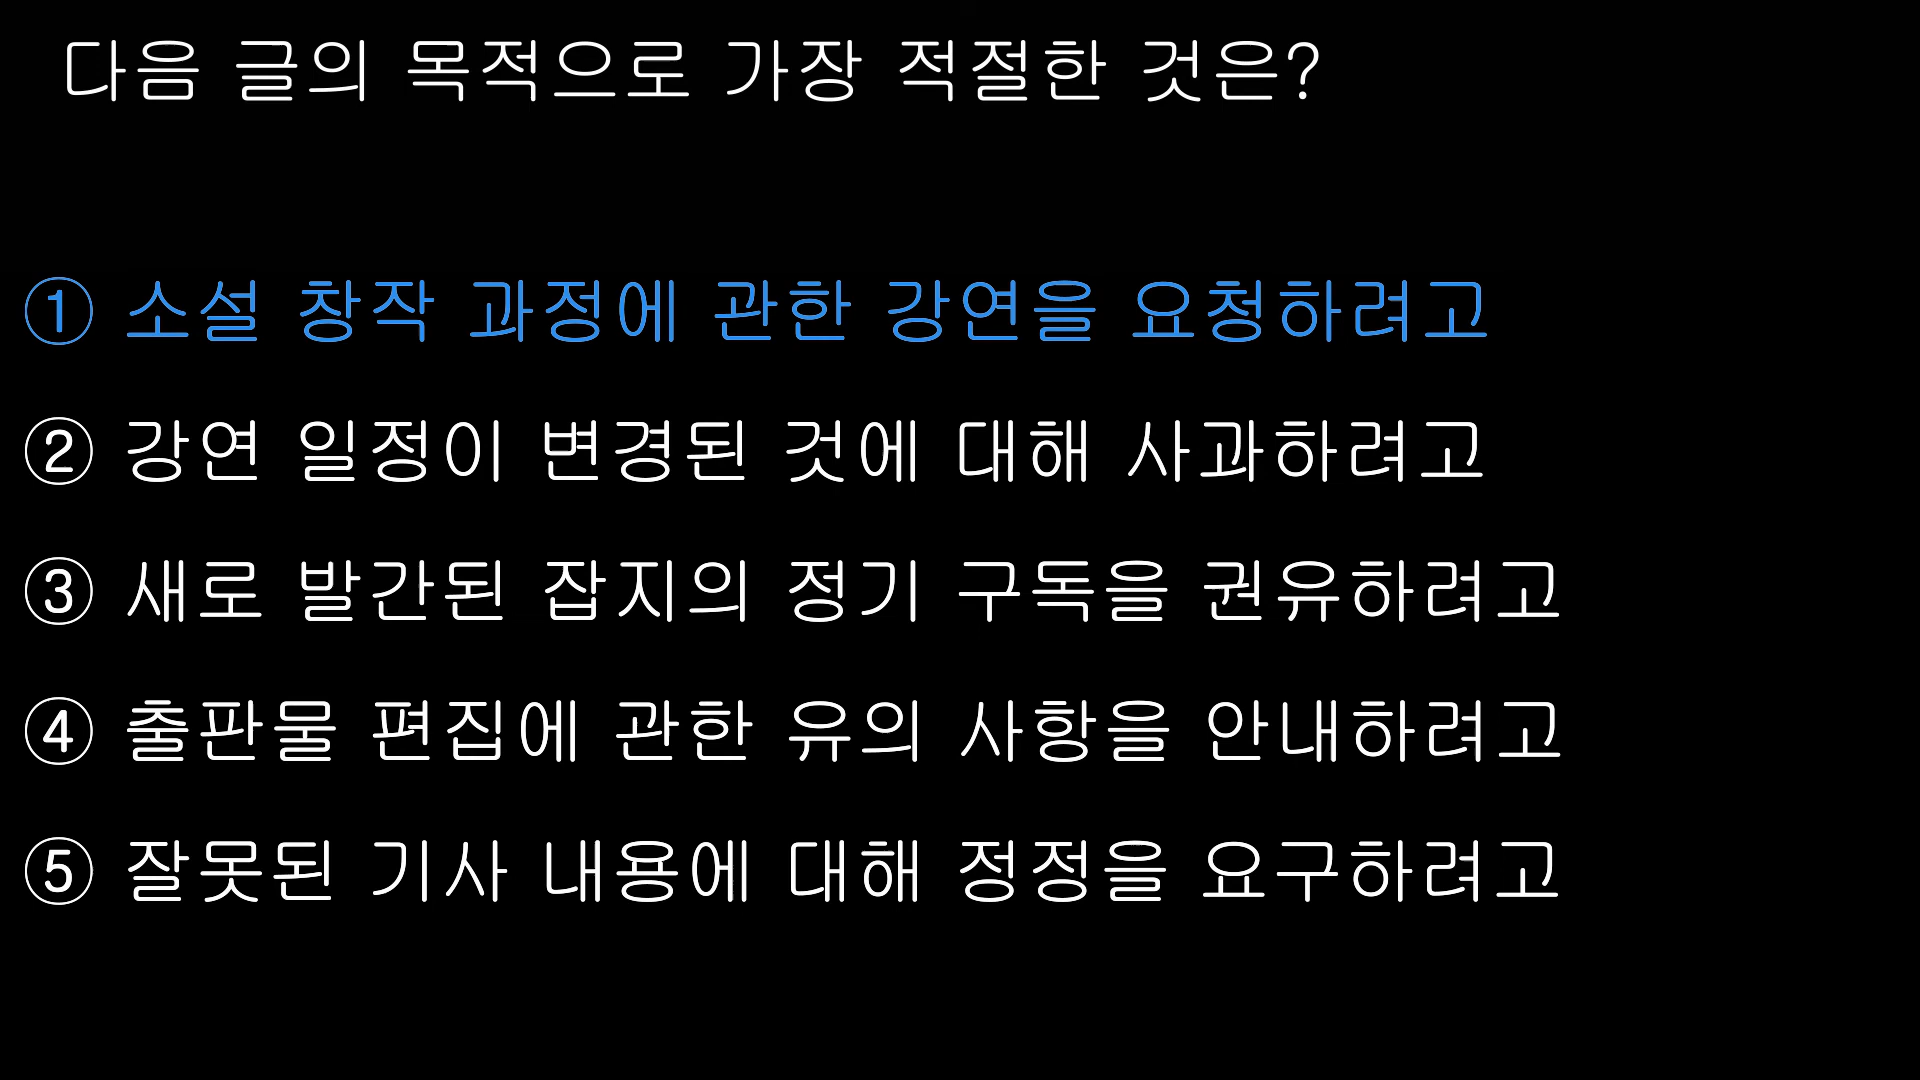 다음 글의 목적으로 가장 적절한 것은?
① 소설 창작 과정에 관한 강연을 요청하려고
② 강연 일정이 변경된 것에 대해 사과하려고
③ 새로 발간된 잡지의 정기 구독을 권유하려고
④ 출판물 편집에 관한 유의 사항을 안내하려고
⑤ 잘못된 기사 내용에 대해 정정을 요구하려고